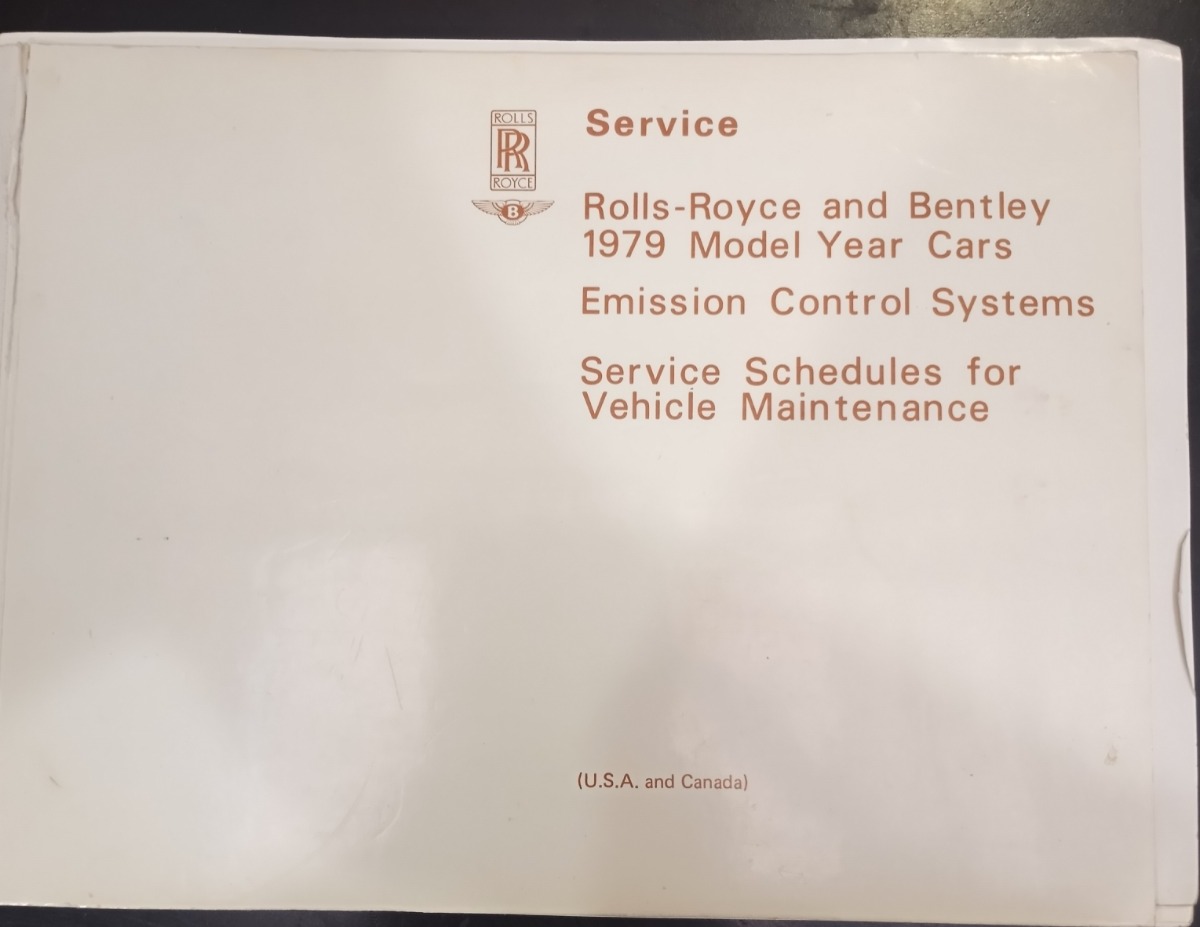 ROLLS
RR
ROYCE
B
Service
Rolls-Royce and Bentley
1979 Model Year Cars
Emission Control Systems
Service Schedules for
Vehicle Maintenance
(U.S.A. and Canada)